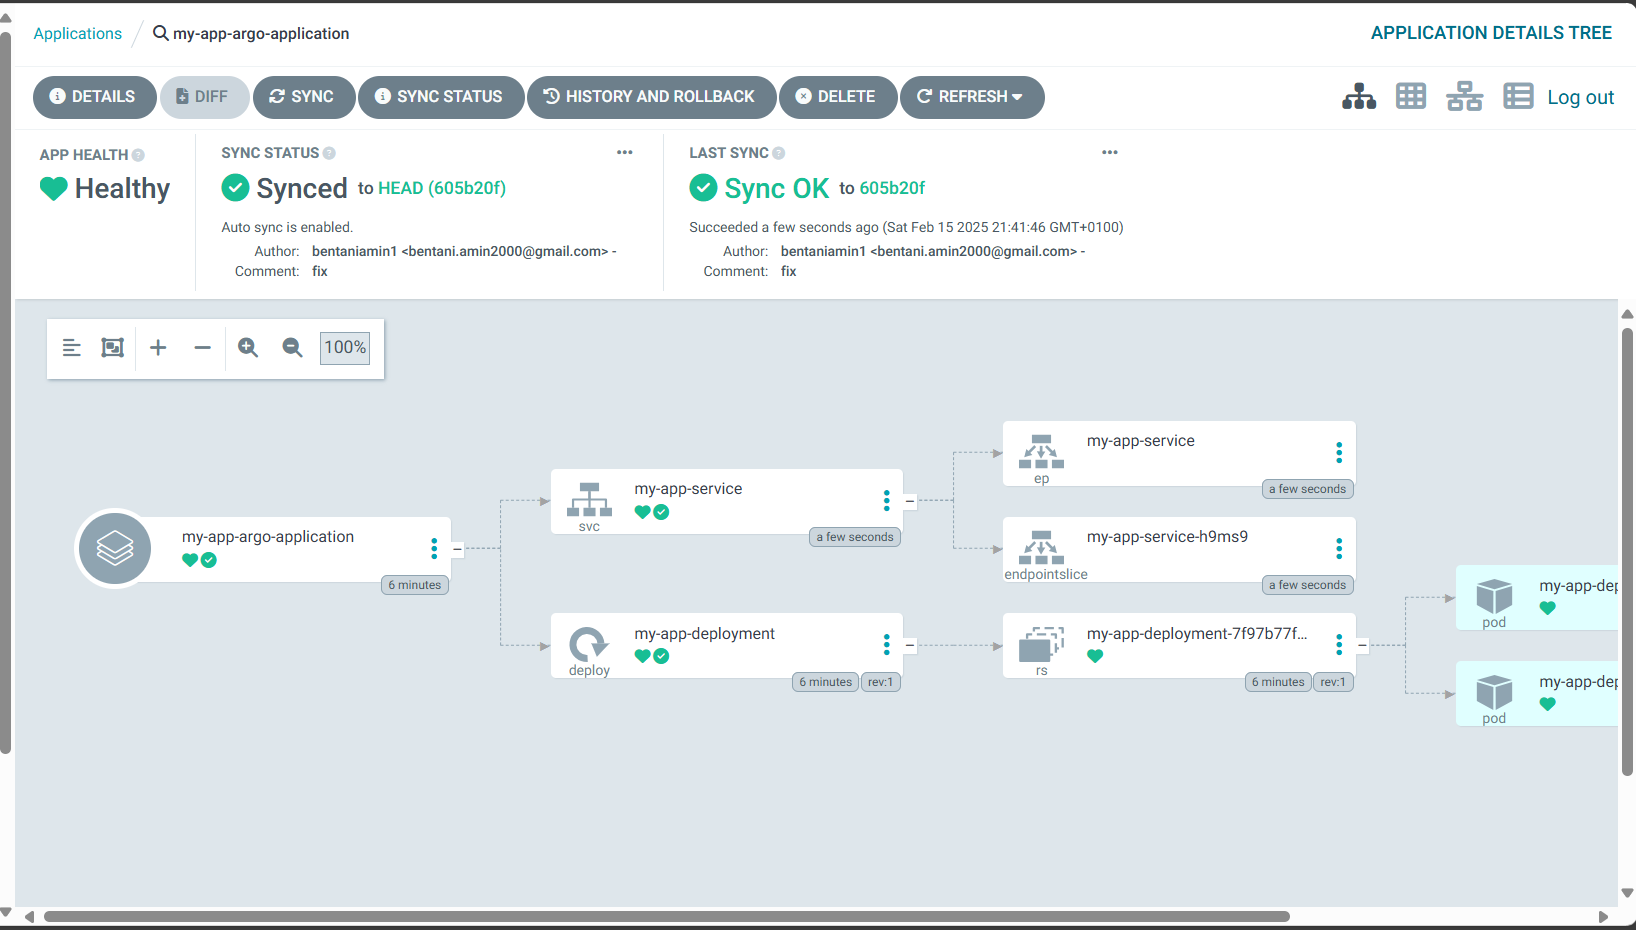 Applications
my-app-argo-application
APPLICATION DETAILS TREE
DETAILS
DIFF
SYNC
SYNC STATUS
HISTORY AND ROLLBACK
DELETE
REFRESH
Log out
APP HEALTH
Healthy
SYNC STATUS
Synced to HEAD (605b20f)
Auto sync is enabled.
Author: bentaniamin1 <bentani.amin2000@gmail.com> -
Comment: fix
LAST SYNC
Sync OK to 605b20f
Succeeded a few seconds ago (Sat Feb 15 2025 21:41:46 GMT+0100)
Author: bentaniamin1 <bentani.amin2000@gmail.com> -
Comment: fix
100%
my-app-argo-application
6 minutes
my-app-service
svc
a few seconds
my-app-deployment
deploy
6 minutes
rev:1
my-app-service
ep
a few seconds
my-app-service-h9ms9
endpointslice
a few seconds
my-app-deployment-7f97b77f...
rs
6 minutes
rev:1
my-app-dep
pod
my-app-dep
pod